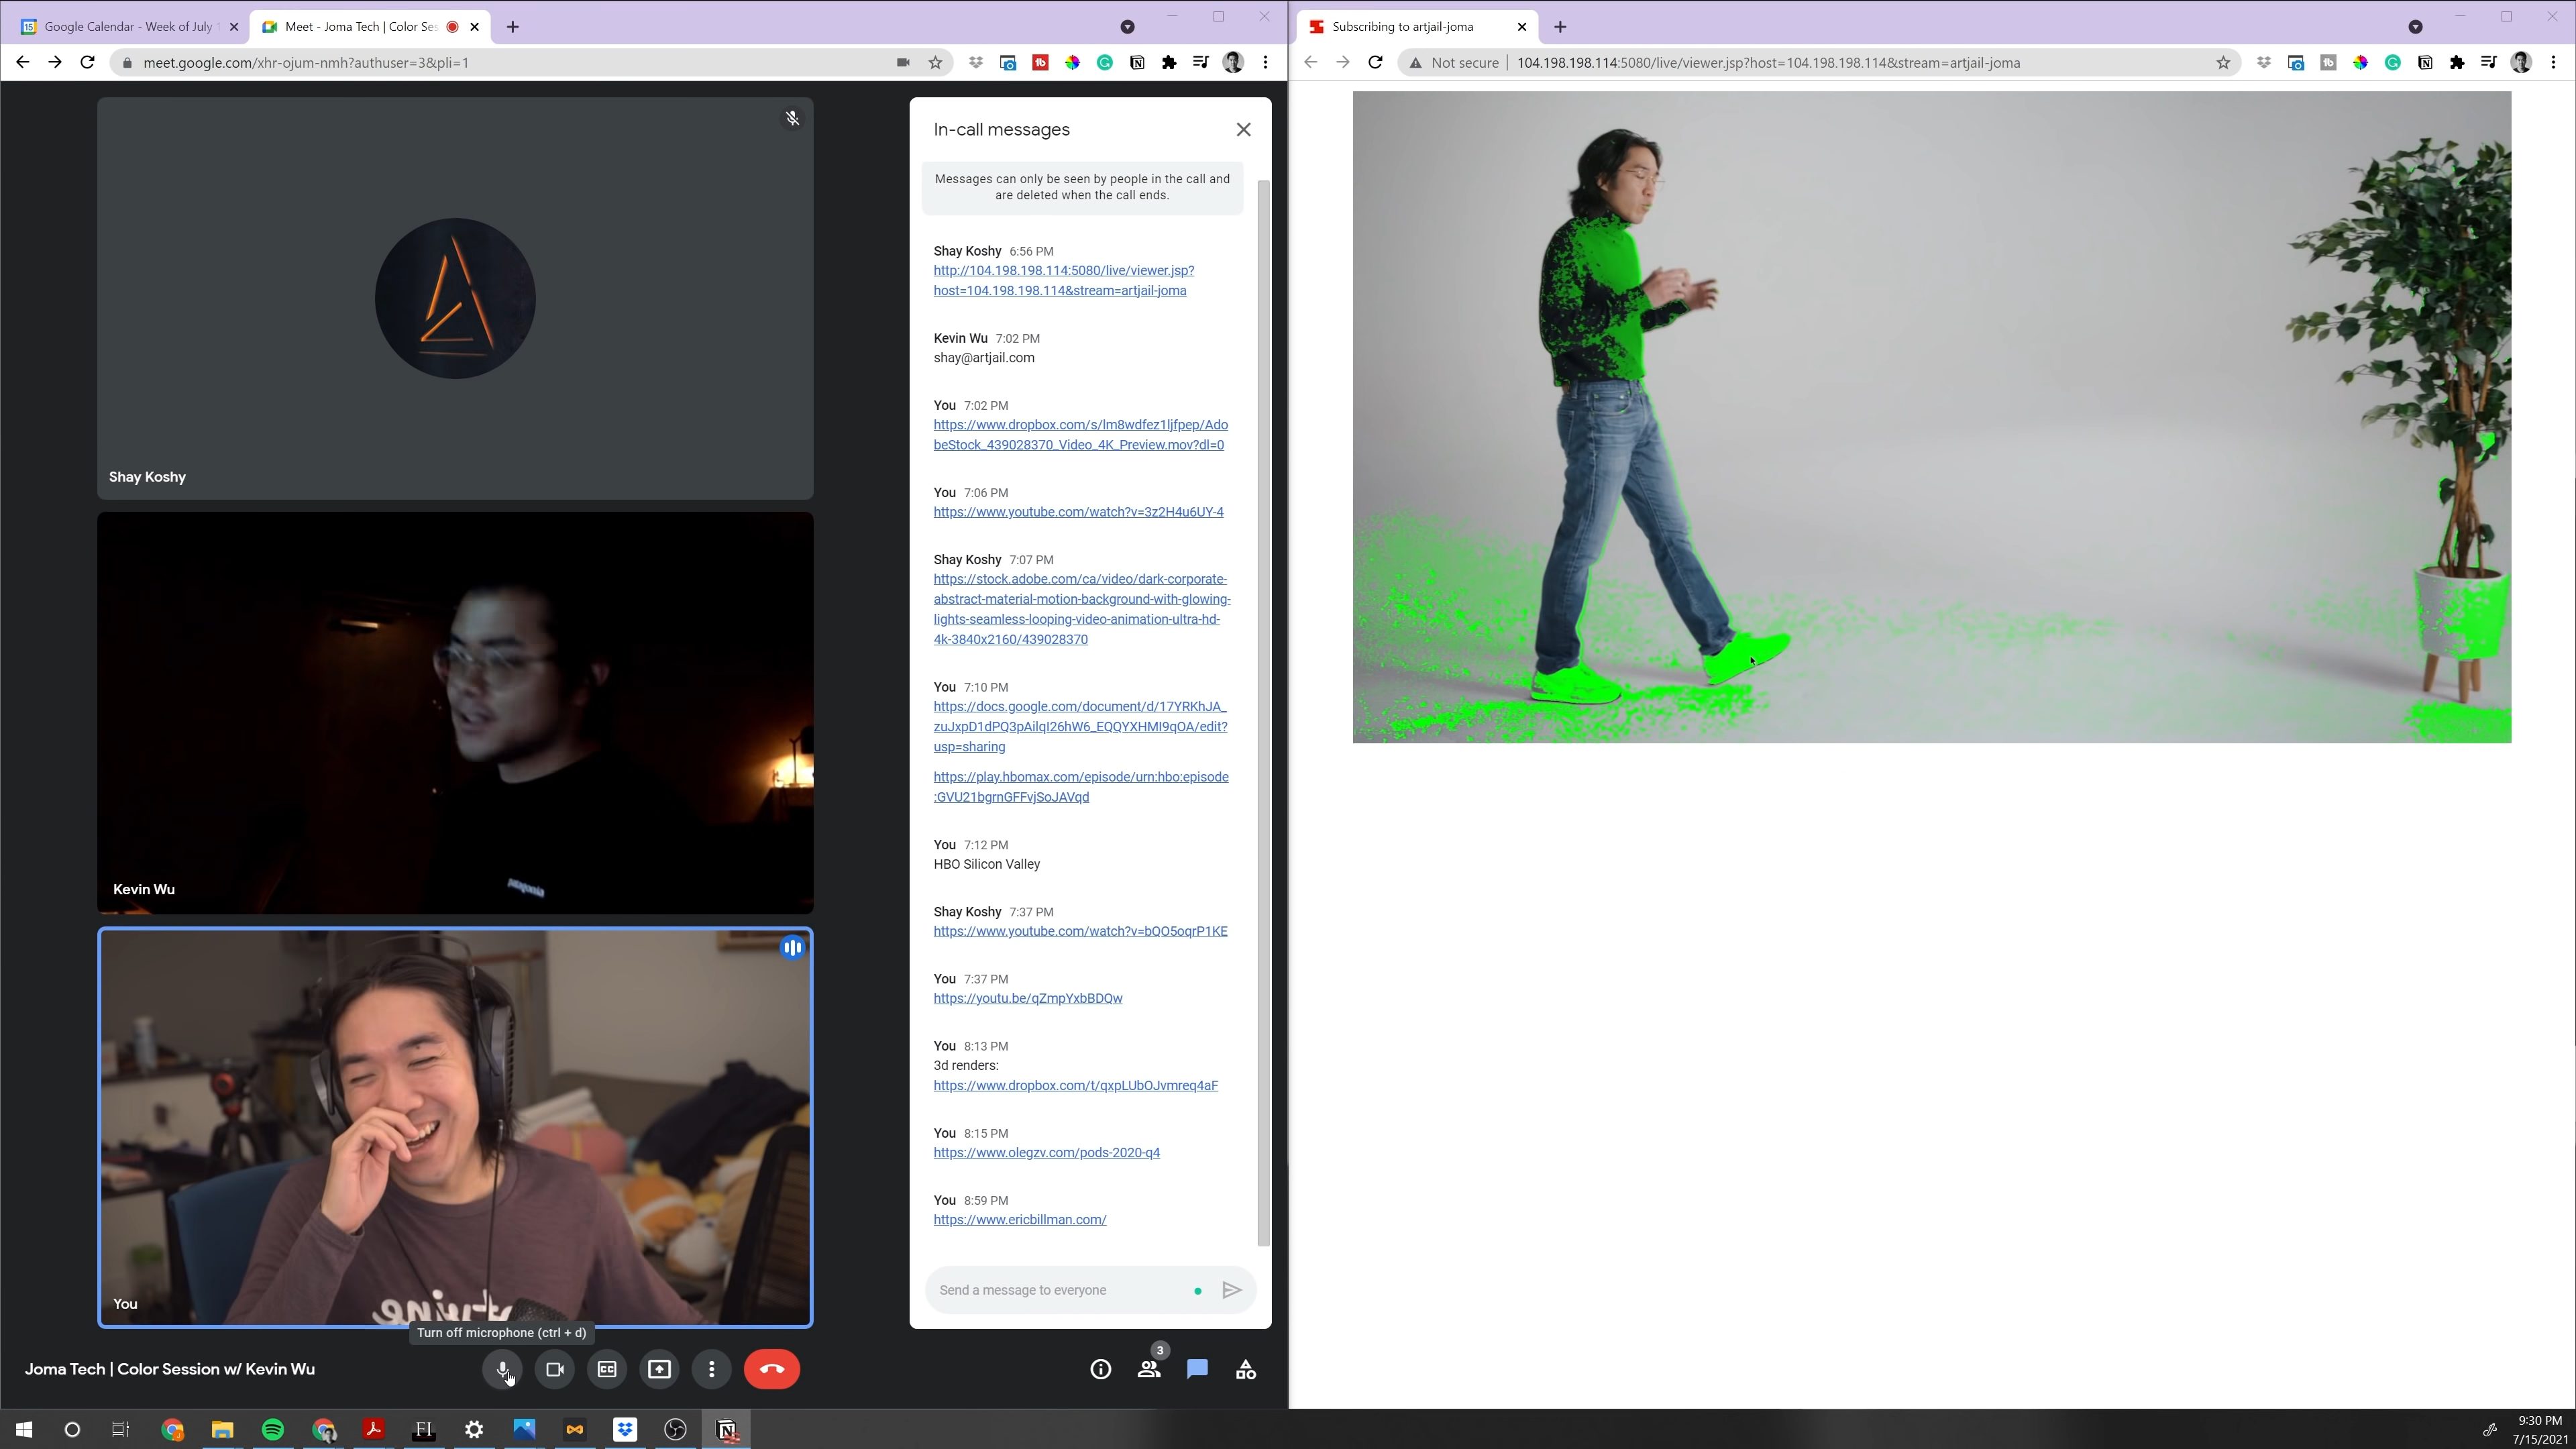 Google Calendar - Week of July 1
Meet - Joma Tech | Color Ses
meet.google.com/xhr-ojum-nmh?authuser=3&pli=1
Subscribing to artjail-joma
Not secure
104.198.198.114:5080/live/viewer.jsp?host=104.198.198.114&stream=artjail-joma
Shay Koshy
Kevin Wu
You
In-call messages
Messages can only be seen by people in the call and
are deleted when the call ends.
Shay Koshy 6:56 PM
http://104.198.198.114:5080/live/viewer.jsp?
host=104.198.198.114&stream=artjail-joma
Kevin Wu 7:02 PM
shay@artjail.com
You 7:02 PM
https://www.dropbox.com/s/lm8wdfez1ljfpep/Ado
beStock_439028370_Video_4K_Preview.mov?dl=0
You 7:06 PM
https://www.youtube.com/watch?v=3z2H4u6UY-4
Shay Koshy 7:07 PM
https://stock.adobe.com/ca/video/dark-corporate-
abstract-material-motion-background-with-glowing-
lights-seamless-looping-video-animation-ultra-hd-
4k-3840x2160/439028370
You 7:10 PM
https://docs.google.com/document/d/17YRKhJA_
zuJxpD1dPQ3pAilqI26hW6_EQQYXHMI9qOA/edit?
usp=sharing
https://play.hbomax.com/episode/urn:hbo:episode
:GVU21bgrnGFFvjSoJAVqd
You 7:12 PM
HBO Silicon Valley
Shay Koshy 7:37 PM
https://www.youtube.com/watch?v=bQO5oqrP1KE
You 7:37 PM
https://youtu.be/qZmpYxbBDQw
You 8:13 PM
3d renders:
https://www.dropbox.com/t/qxpLUbOJvmreq4aF
You 8:15 PM
https://www.olegzv.com/pods-2020-q4
You 8:59 PM
https://www.ericbillman.com/
Send a message to everyone
Turn off microphone (ctrl + d)
Joma Tech | Color Session w/ Kevin Wu
3
9:30 PM
7/15/2021